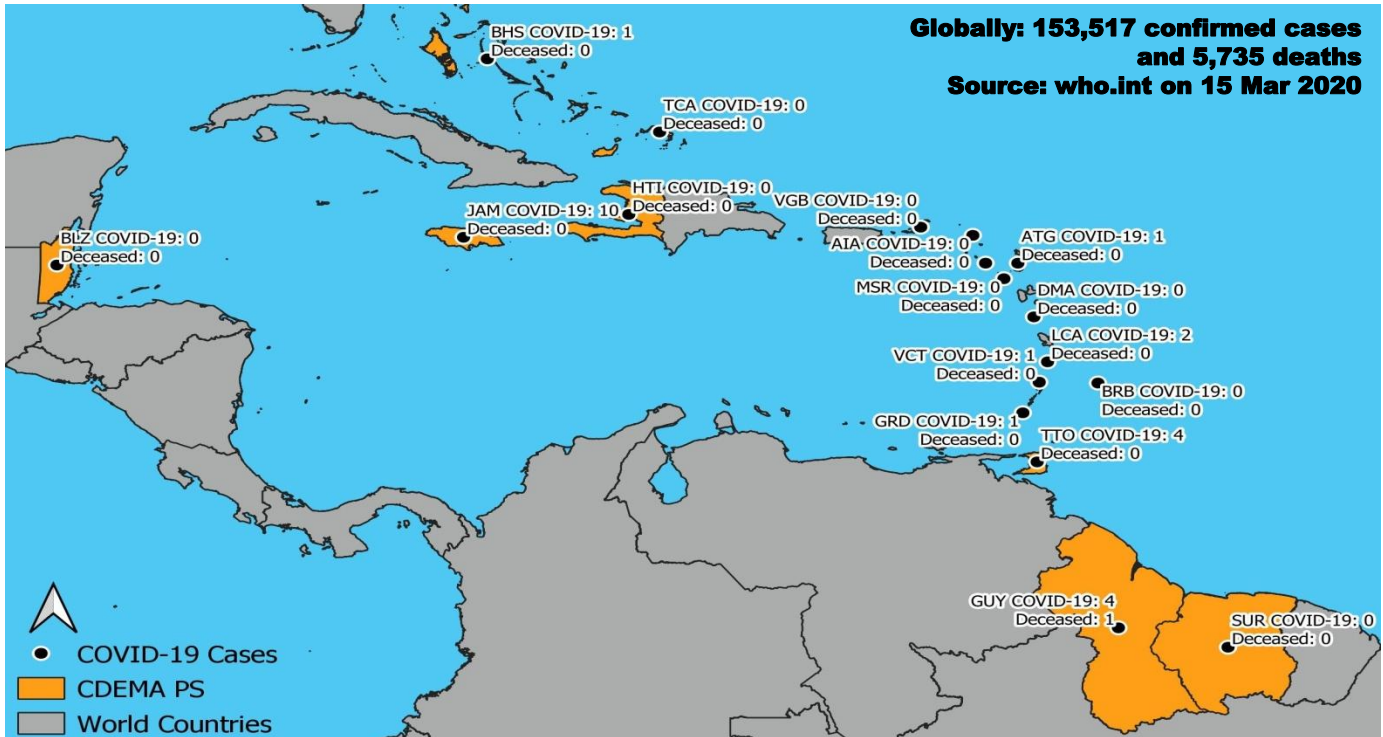 Globally: 153,517 confirmed cases
and 5,735 deaths
Source: who.int on 15 Mar 2020
BHS COVID-19: 1
Deceased: 0
TCA COVID-19: 0
Deceased: 0
HTI COVID-19: 0
Deceased: 0
JAM COVID-19: 10
Deceased: 0
BLZ COVID-19: 0
Deceased: 0
VGB COVID-19: 0
Deceased: 0
AIA COVID-19: 0
Deceased: 0
ATG COVID-19: 1
Deceased: 0
MSR COVID-19: 0
Deceased: 0
DMA COVID-19: 0
Deceased: 0
LCA COVID-19: 2
Deceased: 0
VCT COVID-19: 1
Deceased: 0
BRB COVID-19: 0
Deceased: 0
GRD COVID-19: 1
Deceased: 0
TTO COVID-19: 4
Deceased: 0
GUY COVID-19: 4
Deceased: 1
SUR COVID-19: 0
Deceased: 0
COVID-19 Cases
CDEMA PS
World Countries